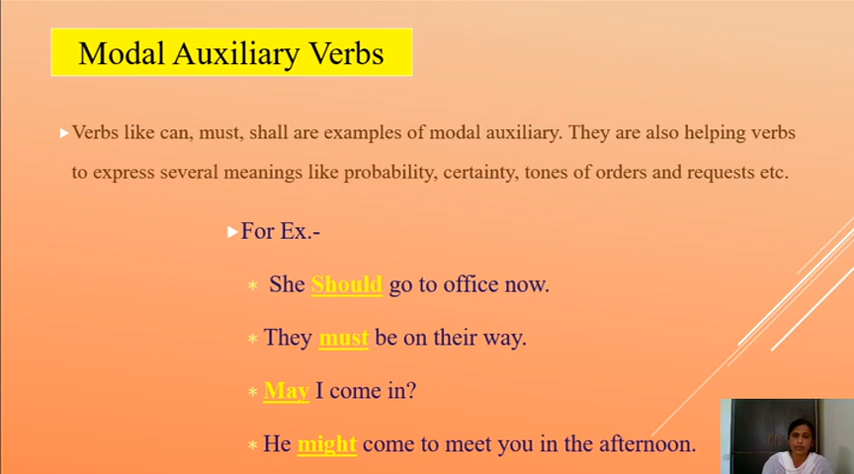 Modal Auxiliary Verbs
Verbs like can, must, shall are examples of modal auxiliary. They are also helping verbs
to express several meanings like probability, certainty, tones of orders and requests etc.
For Ex.-
* She Should go to office now.
* They must be on their way.
* May I come in?
* He might come to meet you in the afternoon.